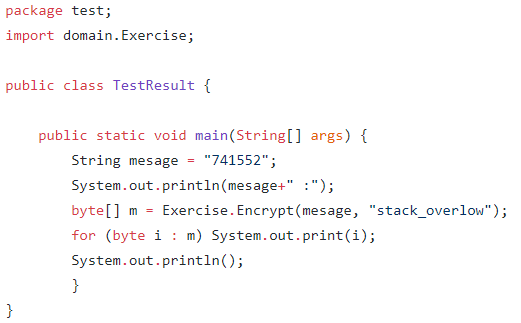 package test;
import domain.Exercise;
public class TestResult {
public static void main(String[] args) {
String mesage = "741552";
System.out.println(mesage+" :");
byte[] m = Exercise.Encrypt(mesage, "stack_overlow");
for (byte i : m) System.out.print(i);
System.out.println();
}
}